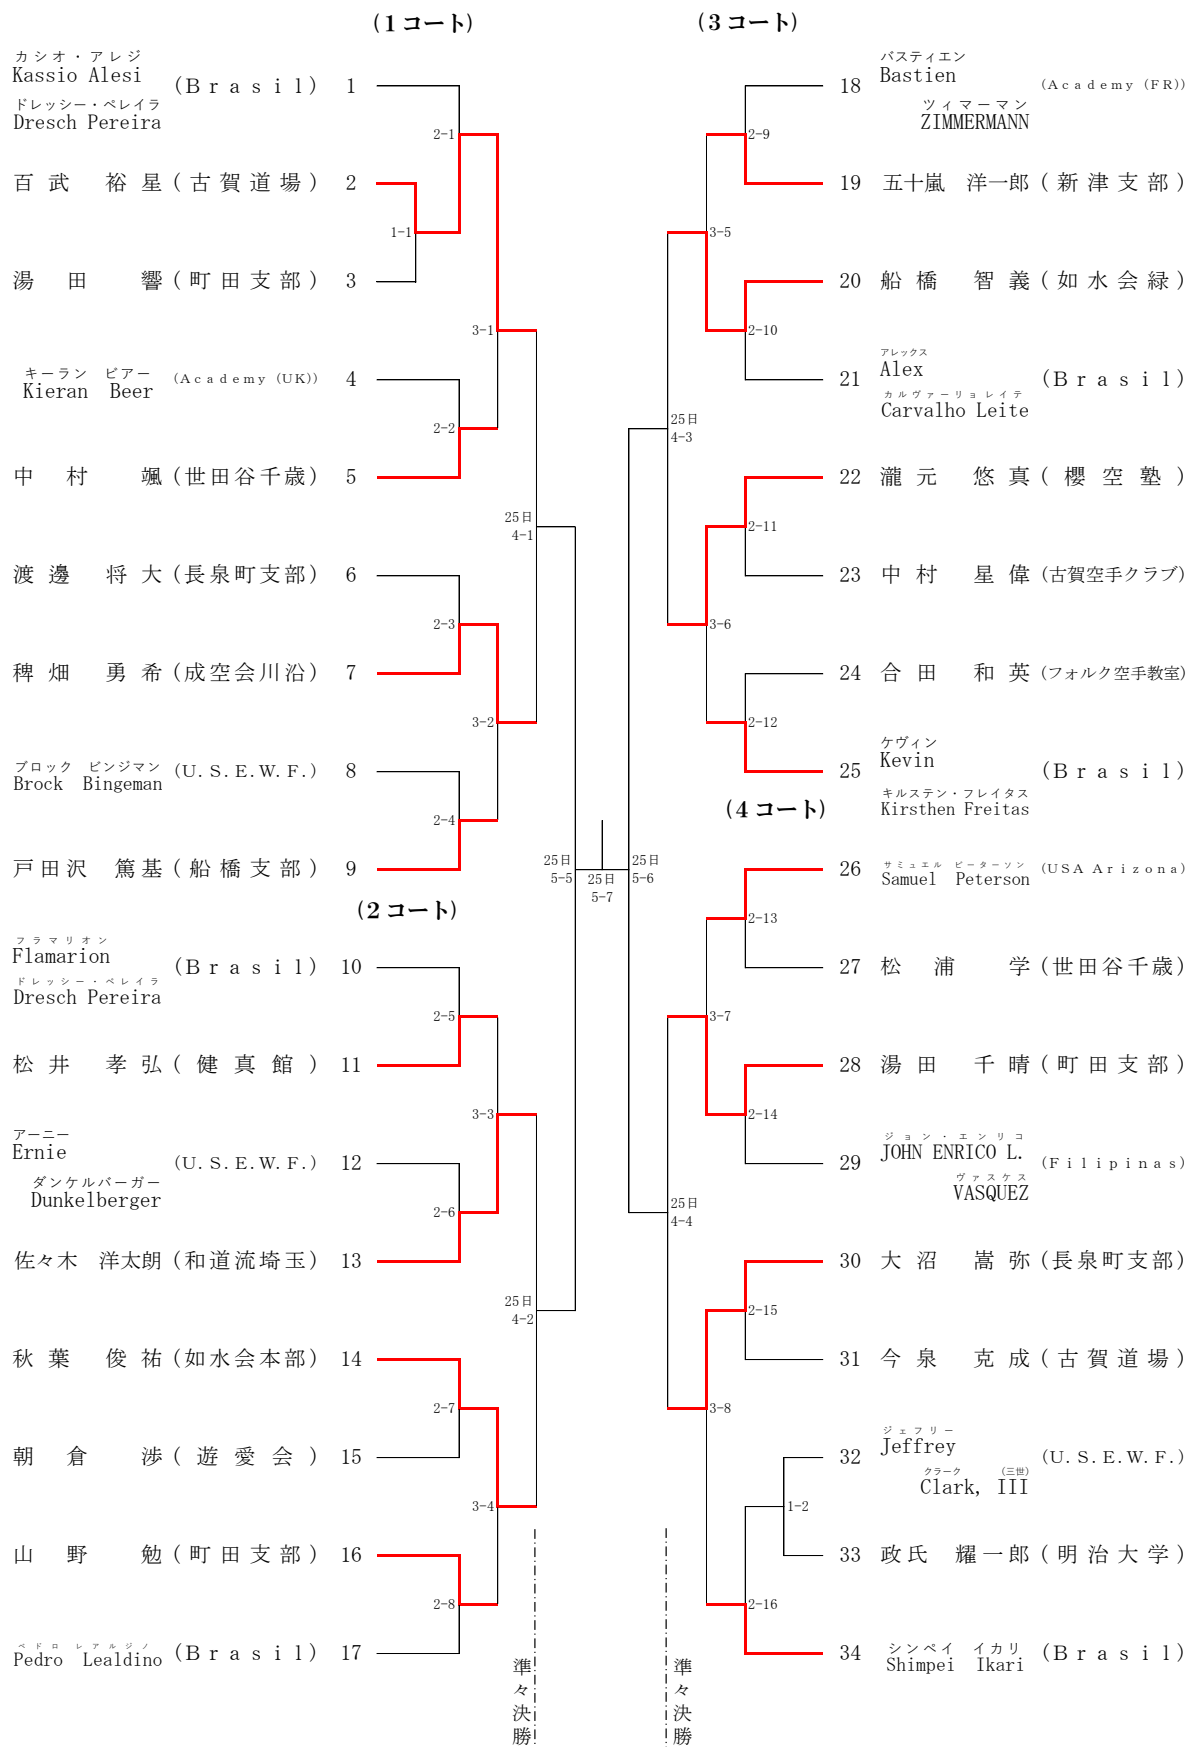 (1コート)
カシオ・アレジ
Kassio Alesi
(Brasil) 1
ドレッシー・ペレイラ
Dresch Pereira
2-1
百武 裕星(古賀道場) 2
1-1
湯田 響(町田支部) 3
3-1
キーラン ビアー
Kieran Beer
(Academy (UK)) 4
2-2
中村 颯(世田谷千歳) 5
25日
4-1
渡邊 将大(長泉町支部) 6
2-3
稗畑 勇希(成空会川沿) 7
3-2
ブロック ビンジマン
Brock Bingeman
(U.S.E.W.F.) 8
2-4
戸田沢 篤基(船橋支部) 9
25日
5-5
(2コート)
フラマリオン
Flamarion
(Brasil) 10
ドレッシー・ペレイラ
Dresch Pereira
2-5
松井 孝弘(健真館) 11
3-3
アーニー
Ernie
(U.S.E.W.F.) 12
ダンケルバーガー
Dunkelberger
2-6
佐々木 洋太朗(和道流埼玉) 13
25日
4-2
秋葉 俊祐(如水会本部) 14
2-7
朝倉 渉(遊愛会) 15
3-4
山野 勉(町田支部) 16
2-8
ペドロ レアルジノ
Pedro Lealdino
(Brasil) 17
準々決勝
25日
5-7
(3コート)
18
バスティエン
Bastien
(Academy (FR))
ツィマーマン
ZIMMERMANN
2-9
19 五十嵐 洋一郎(新津支部)
3-5
20 船橋 智義(如水会緑)
2-10
21
アレックス
Alex
(Brasil)
カルヴァーリョ レイテ
Carvalho Leite
25日
4-3
22 瀧元 悠真(櫻空塾)
2-11
23 中村 星偉(古賀空手クラブ)
3-6
24 合田 和英(フォルク空手教室)
2-12
25
ケヴィン
Kevin
(Brasil)
キルステン・フレイタス
Kirsthen Freitas
25日
5-6
(4コート)
26
サミュエル ピーターソン
Samuel Peterson
(USA Arizona)
2-13
27 松浦 学(世田谷千歳)
3-7
28 湯田 千晴(町田支部)
2-14
29
ジョン・エンリコ
JOHN ENRICO L.
(Filipinas)
ヴァスケス
VASQUEZ
25日
4-4
30 大沼 嵩弥(長泉町支部)
2-15
31 今泉 克成(古賀道場)
3-8
32
ジェフリー
Jeffrey
(U.S.E.W.F.)
クラーク (三世)
Clark, III
1-2
33 政氏 耀一郎(明治大学)
2-16
34
シンペイ イカリ
Shimpei Ikari
(Brasil)
準々決勝